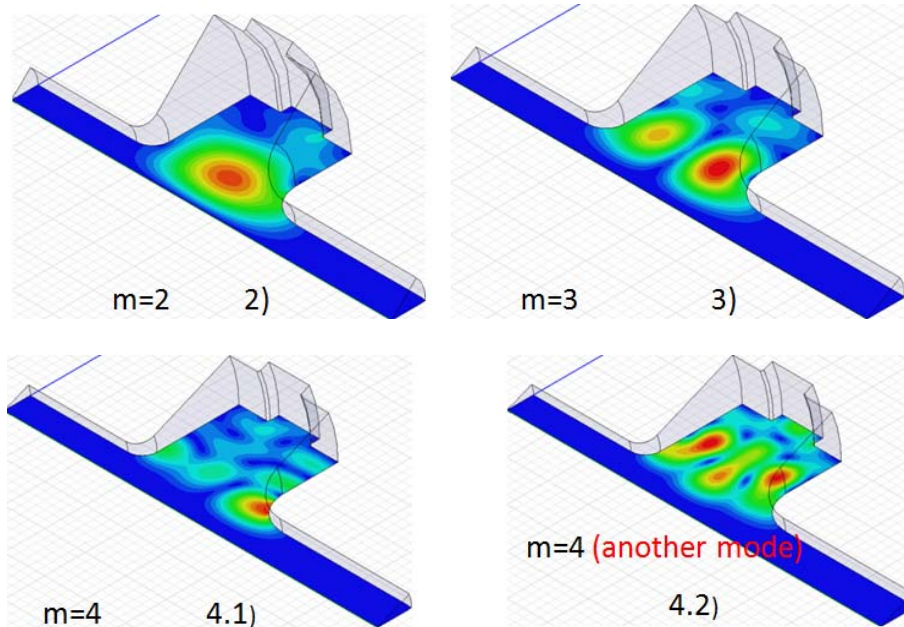 m=2 2)
m=3 3)
m=4 4.1)
m=4 (another mode)
4.2)